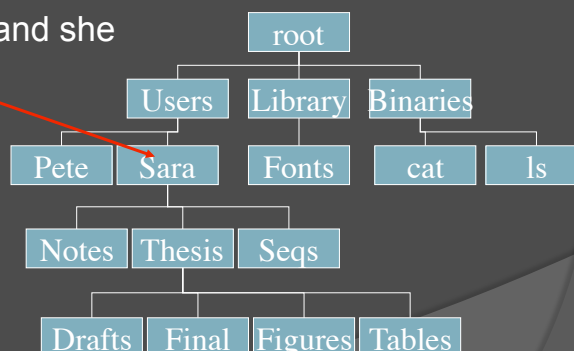 and she
root
Users Library Binaries
Pete Sara Fonts cat ls
Notes Thesis Seqs
Drafts Final Figures Tables